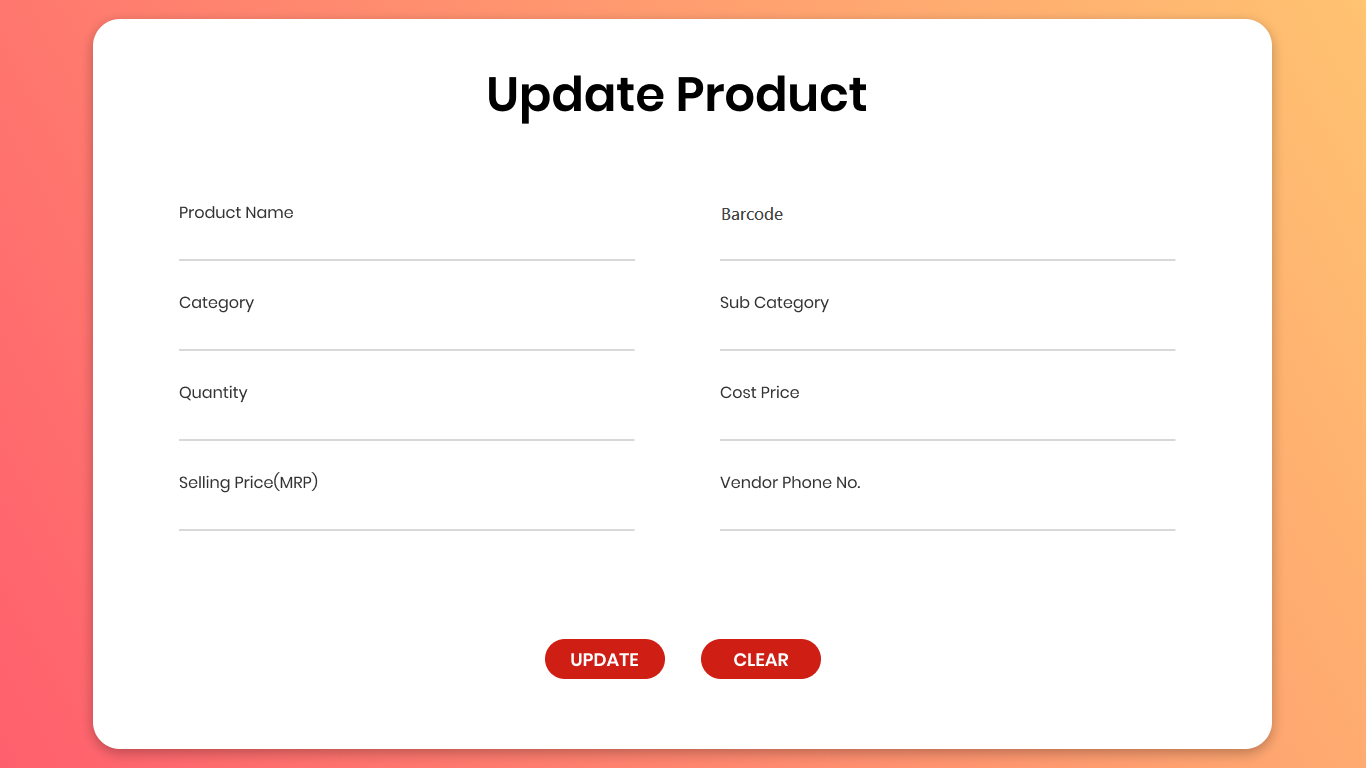 Update Product
Product Name
Barcode
Category
Sub Category
Quantity
Cost Price
Selling Price(MRP)
Vendor Phone No.
UPDATE
CLEAR